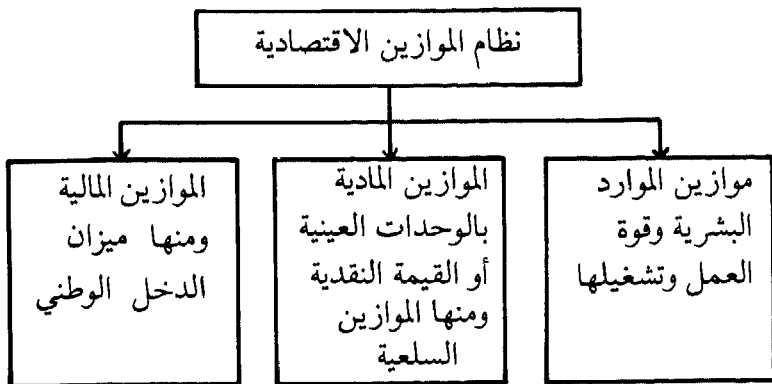 نظام الموازين الاقتصادية
موازين الموارد
البشرية وقوة
العمل وتشغيلها
الموازين المادية
بالوحدات العينية
أو القيمة النقدية
ومنها الموازين
السلعية
الموازين المالية
ومنها ميزان
الدخل الوطني